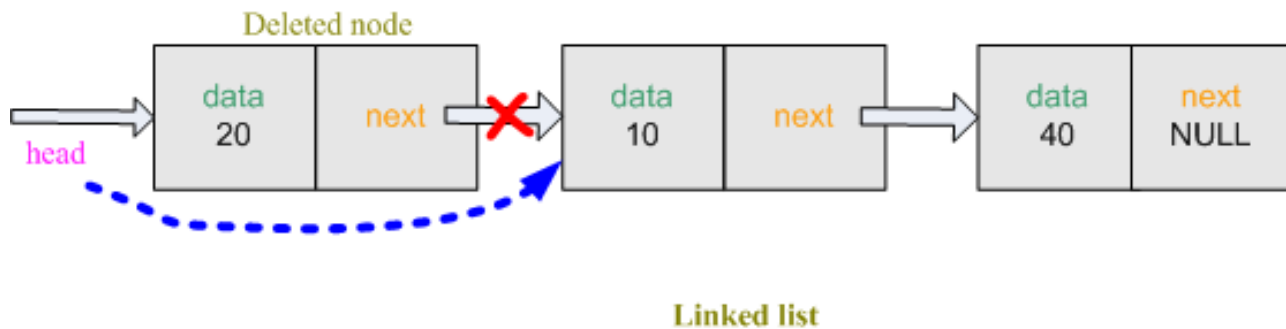 Deleted node
head
data
20
next
data
10
next
data
40
next
NULL
Linked list